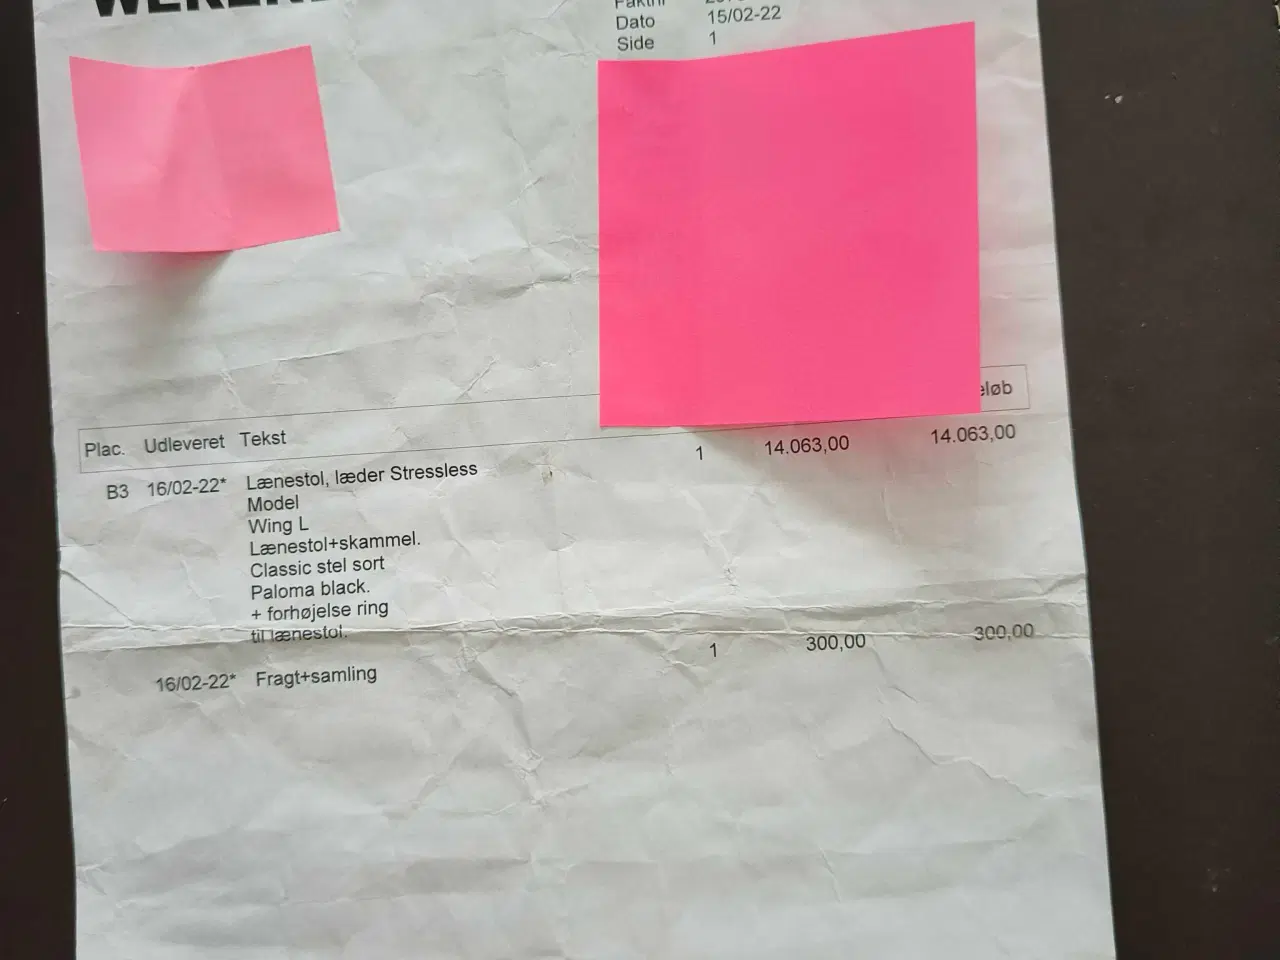 Dato 15/02-22
Side 1
Plac. Udleveret Tekst
B3 16/02-22* Lænestol, læder Stressless 1 14.063,00 14.063,00
Model
Wing L
Lænestol+skammel.
Classic stel sort
Paloma black.
+ forhøjelse ring
til lænestol.
16/02-22* Fragt+samling 1 300,00 300,00